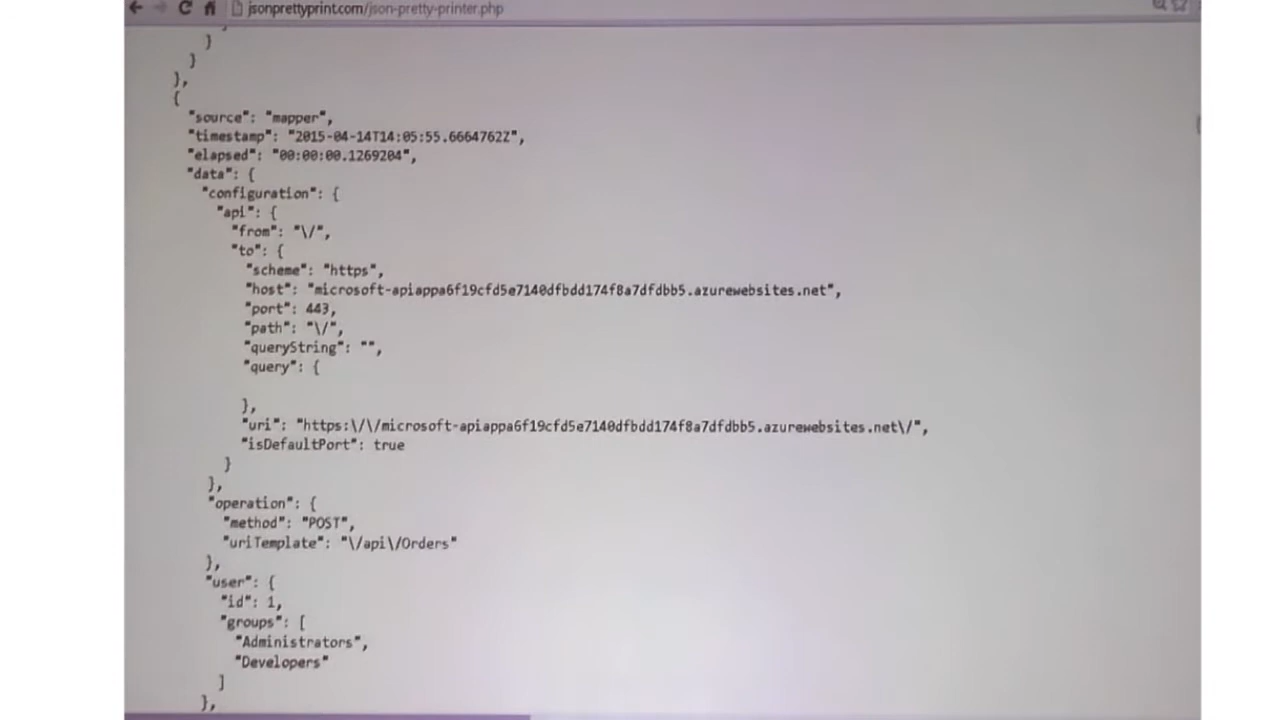 jsonprettyprint.com/json-pretty-printer.php
}
}
},
{
"source": "mapper",
"timestamp": "2015-04-14T14:05:55.6664762Z",
"elapsed": "00:00:00.1269204",
"data": {
"configuration": {
"api": {
"from": "\/",
"to": {
"scheme": "https",
"host": "microsoft-apiappa6f19cfd5e7140dfbdd174f8a7dfdbb5.azurewebsites.net",
"port": 443,
"path": "\/",
"queryString": "",
"query": {
},
"uri": "https:\/\/microsoft-apiappa6f19cfd5e7140dfbdd174f8a7dfdbb5.azurewebsites.net\/",
"isDefaultPort": true
}
},
"operation": {
"method": "POST",
"uriTemplate": "\/api\/Orders"
},
"user": {
"id": 1,
"groups": [
"Administrators",
"Developers"
]
},